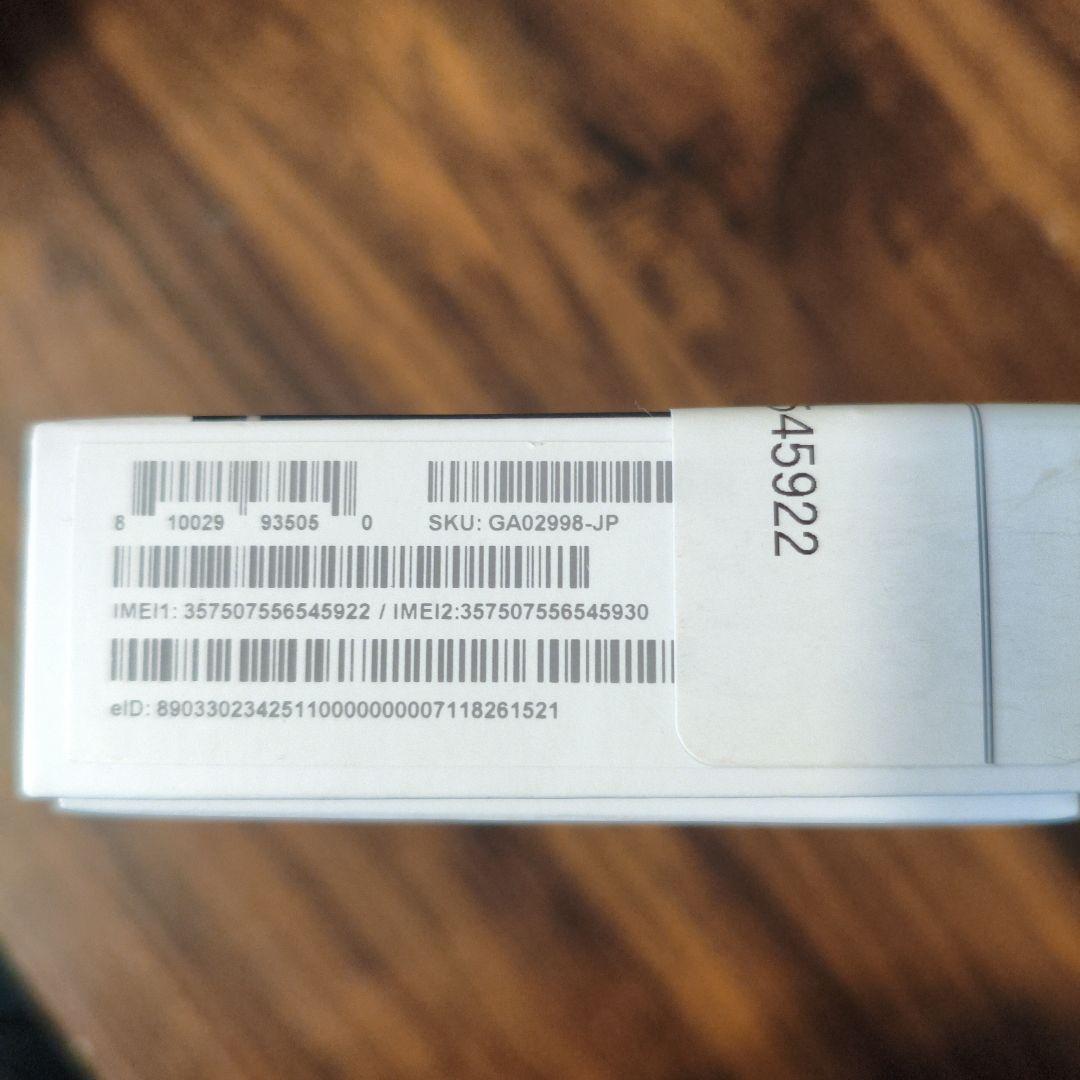 8 10029 93505 0
SKU: GA02998-JP
IMEI1: 357507556545922 / IMEI2:357507556545930
eID: 89033023425110000000007118261521
545922